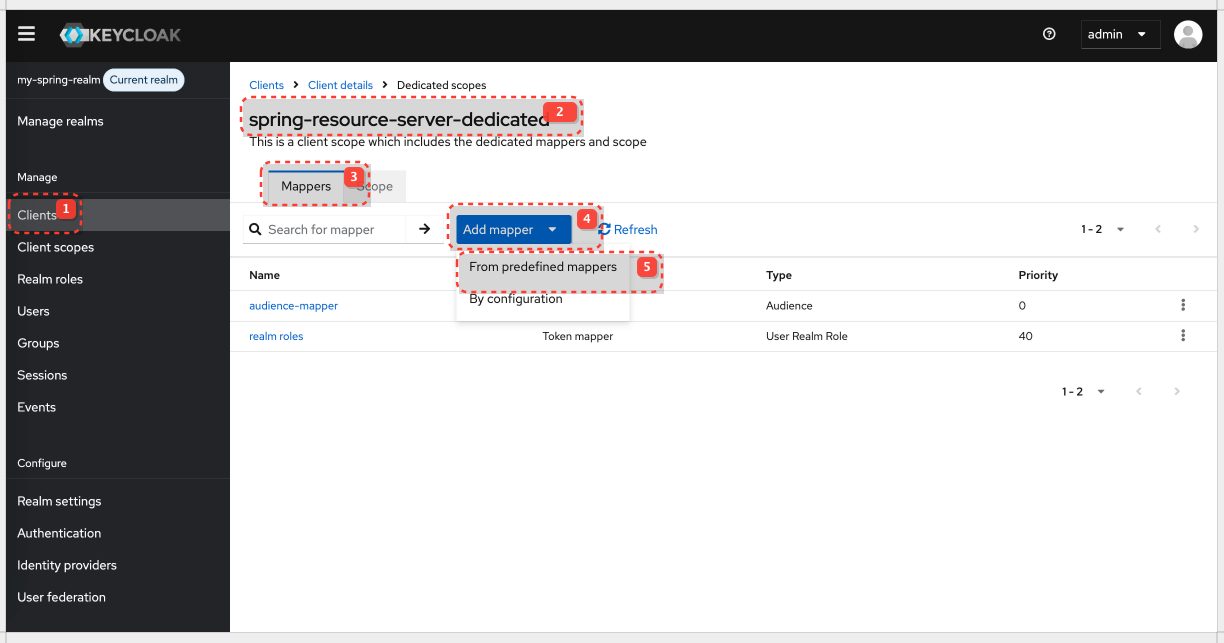 KEYCLOAK
admin
my-spring-realm Current realm
Manage realms
Manage
Clients 1
Client scopes
Realm roles
Users
Groups
Sessions
Events
Configure
Realm settings
Authentication
Identity providers
User federation
Clients > Client details > Dedicated scopes
spring-resource-server-dedicated 2
This is a client scope which includes the dedicated mappers and scope
Mappers 3 Scope
Search for mapper Add mapper 4 Refresh 1 - 2
From predefined mappers 5
By configuration
Name Type Priority
audience-mapper Audience 0
realm roles Token mapper User Realm Role 40
1 - 2